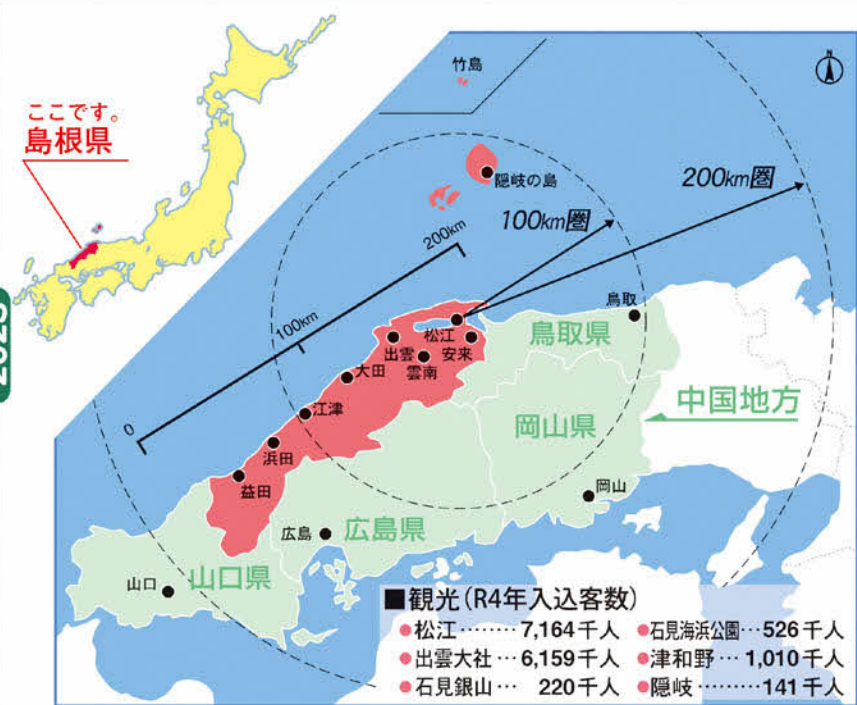 ここです。
島根県
2023
竹島
N
隠岐の島
200km圏
100km圏
200km
100km
0
鳥取
松江
出雲
安来
雲南
大田
江津
浜田
益田
鳥取県
中国地方
岡山県
岡山
広島
広島県
山口
山口県
■観光(R4年入込客数)
●松江………7,164千人 ●石見海浜公園…526千人
●出雲大社…6,159千人 ●津和野…1,010千人
●石見銀山… 220千人 ●隠岐………141千人